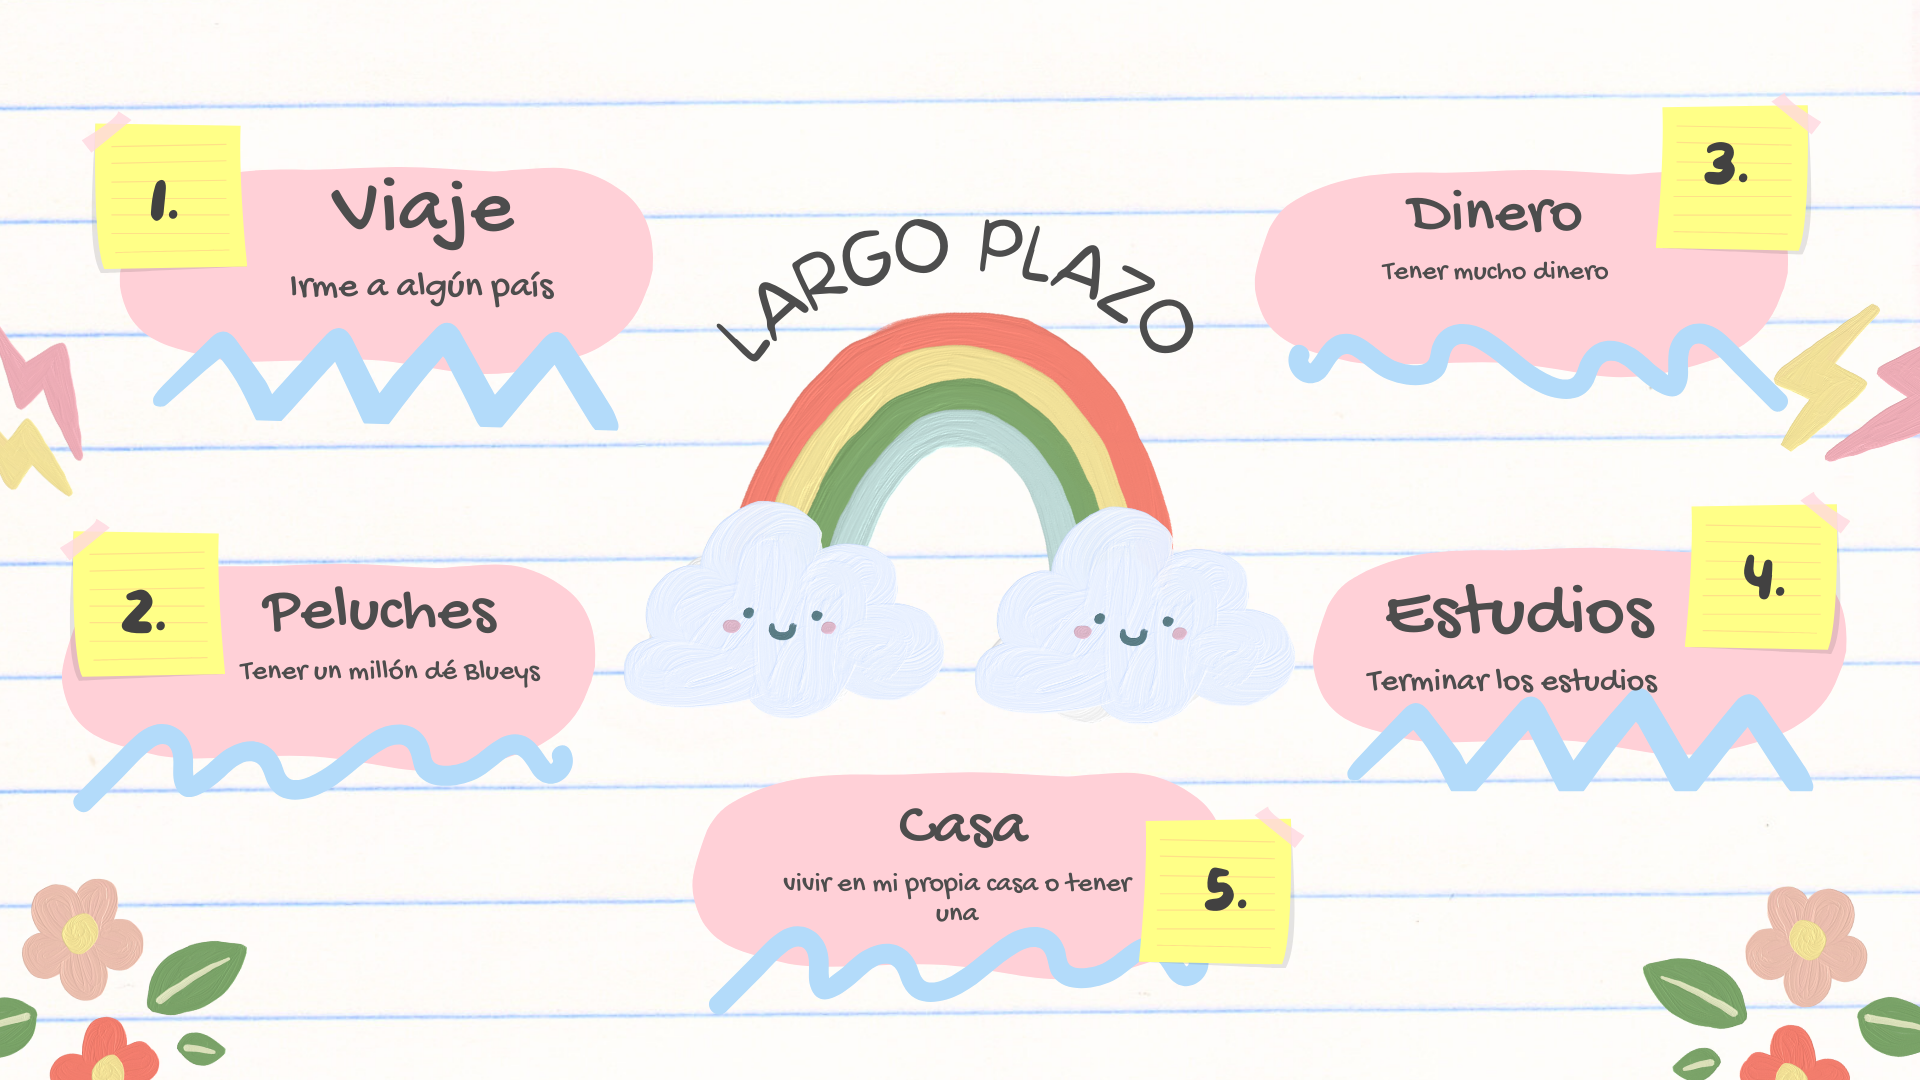 LARGO PLAZO
1.
Viaje
Irme a algún país
2.
Peluches
Tener un millón dé Blueys
3.
Dinero
Tener mucho dinero
4.
Estudios
Terminar los estudios
5.
Casa
vivir en mi propia casa o tener
una